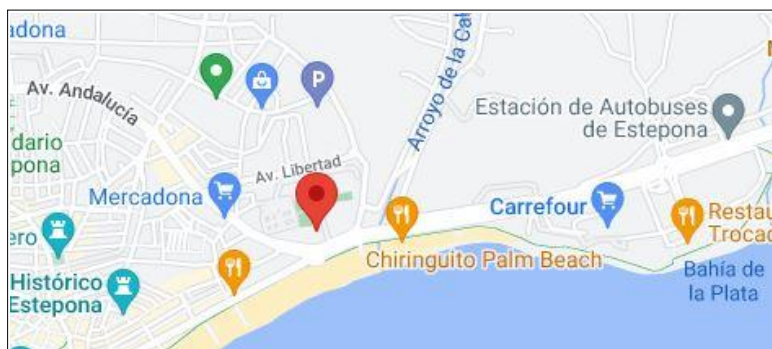 adona
Av. Andalucía
P
Arroyo de la Cal
Estación de Autobuses
de Estepona
dario
pona
Av. Libertad
Mercadona
Carrefour
Restau
Trocad
ero
Chiringuito Palm Beach
Histórico
Estepona
Bahía de
la Plata